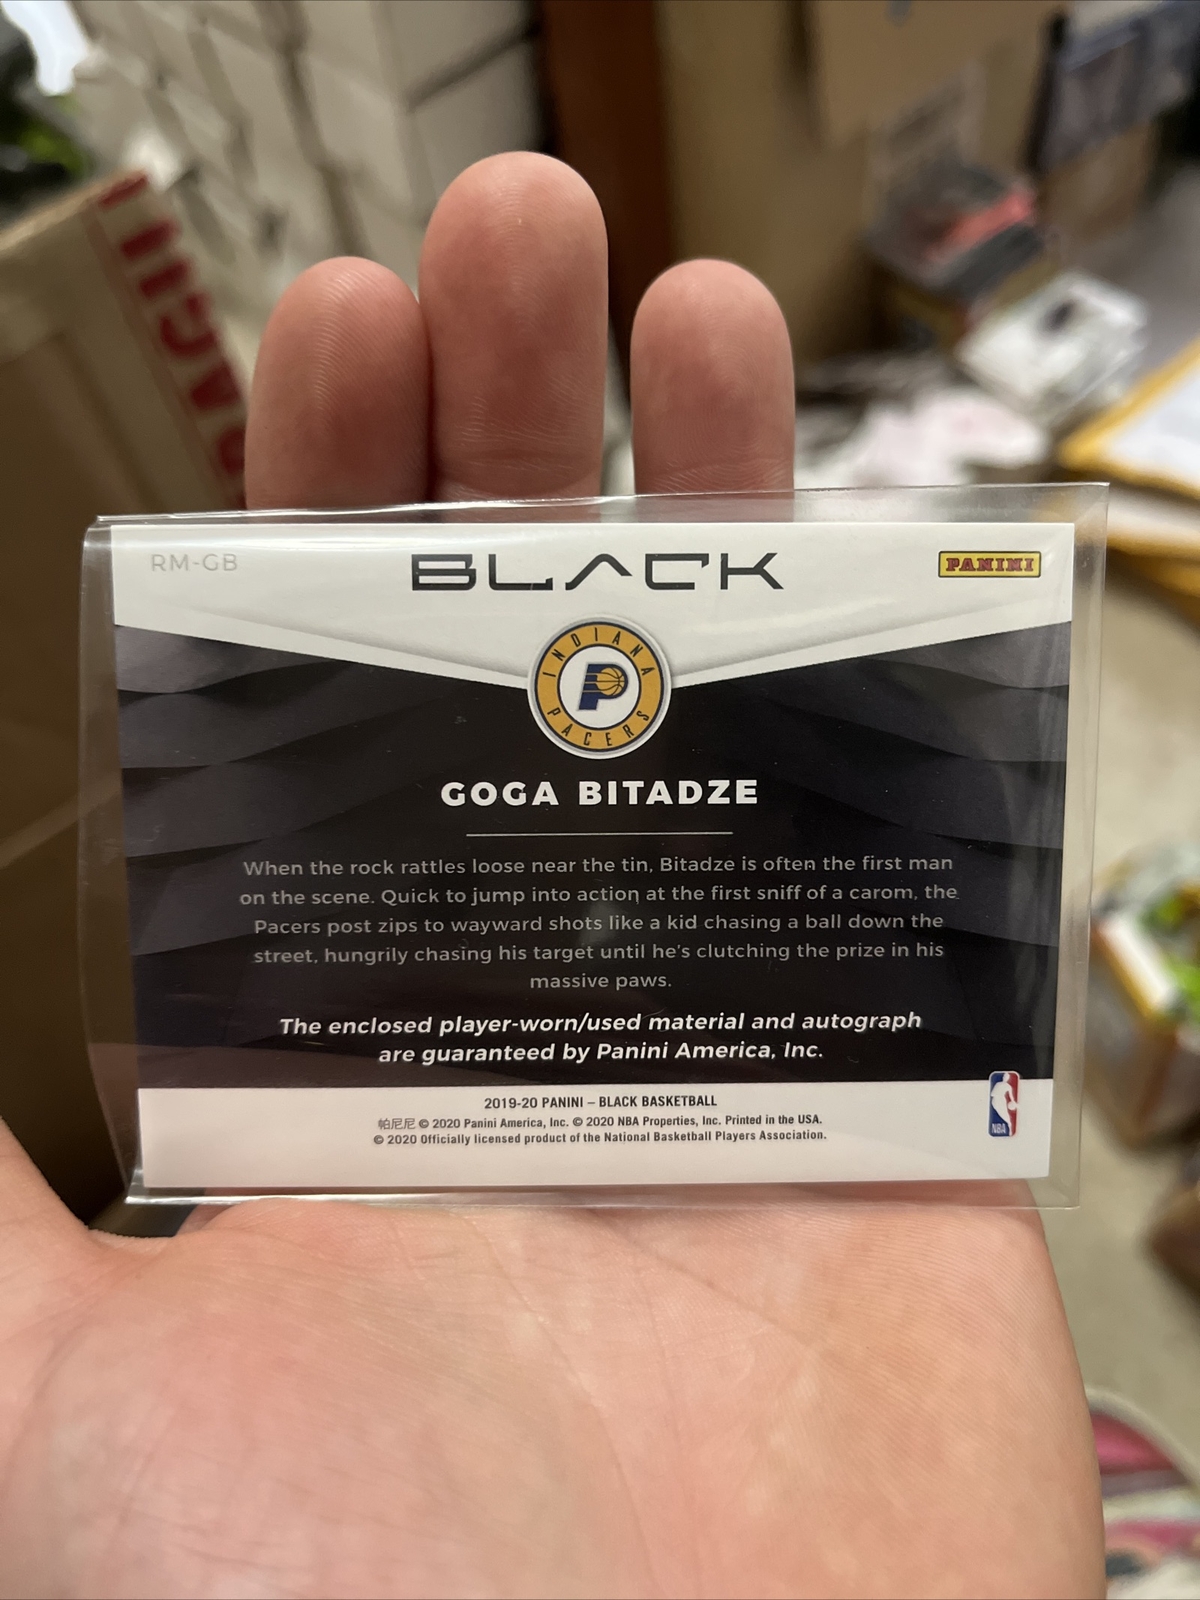 RM-GB
BLACK
PANINI
INDIANA
PACERS
GOGA BITADZE
When the rock rattles loose near the tin, Bitadze is often the first man
on the scene. Quick to jump into action at the first sniff of a carom, the
Pacers post zips to wayward shots like a kid chasing a ball down the
street, hungrily chasing his target until he's clutching the prize in his
massive paws.
The enclosed player-worn/used material and autograph
are guaranteed by Panini America, Inc.
2019-20 PANINI – BLACK BASKETBALL
帕尼尼 © 2020 Panini America, Inc. © 2020 NBA Properties, Inc. Printed in the USA.
© 2020 Officially licensed product of the National Basketball Players Association.
NBA